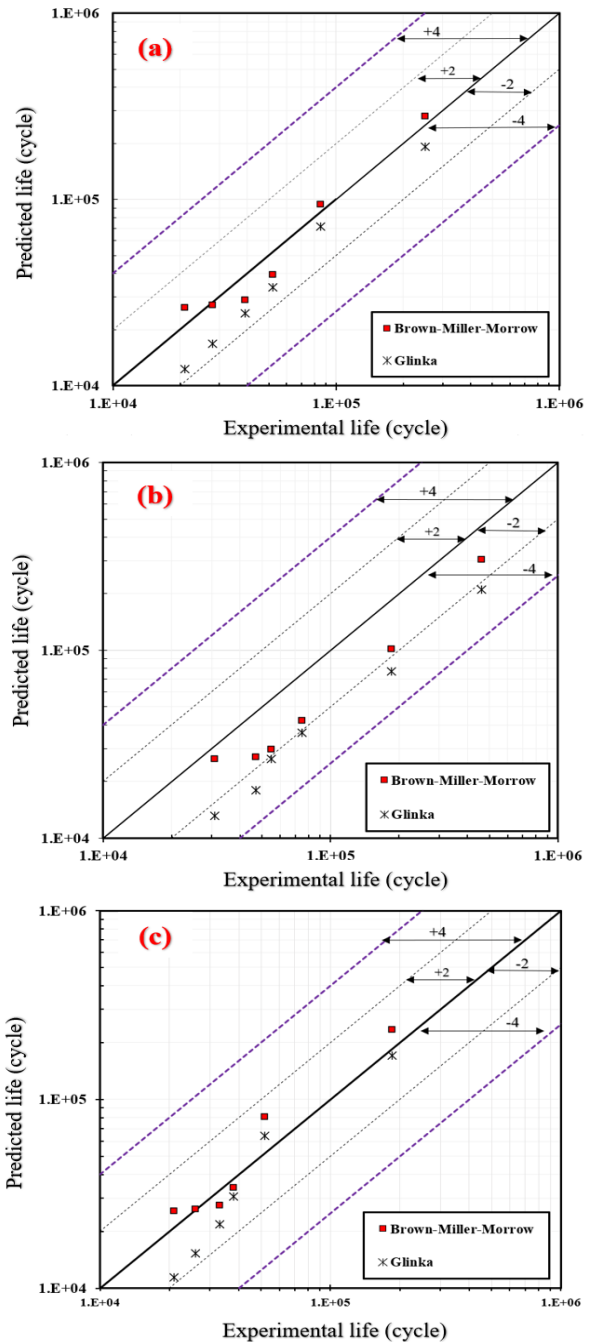 1.E+06
(a)
+4
+2
-2
-4
Predicted life (cycle)
1.E+05
Brown-Miller-Morrow
Glinka
1.E+04
1.E+04
1.E+05
1.E+06
Experimental life (cycle)
1.E+06
(b)
+4
-2
+2
-4
Predicted life (cycle)
1.E+05
Brown-Miller-Morrow
Glinka
1.E+04
1.E+04
1.E+05
1.E+06
Experimental life (cycle)
1.E+06
(c)
+4
-2
+2
-4
Predicted life (cycle)
1.E+05
Brown-Miller-Morrow
Glinka
1.E+04
1.E+04
1.E+05
1.E+06
Experimental life (cycle)